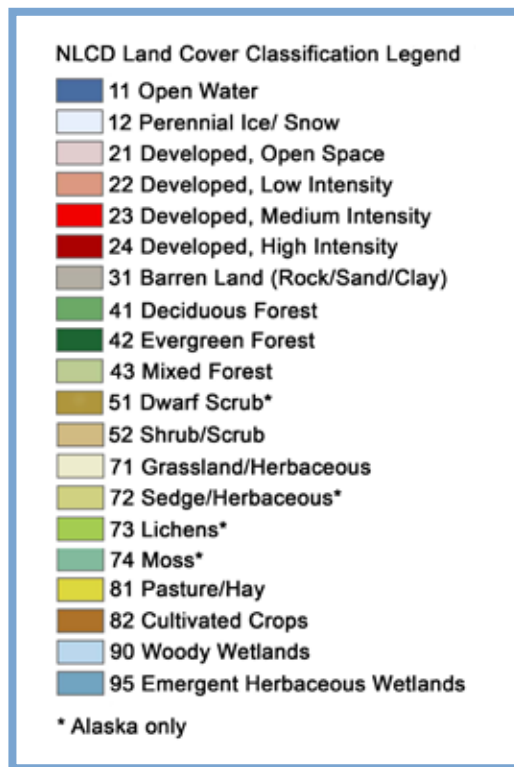 NLCD Land Cover Classification Legend
11 Open Water
12 Perennial Ice/ Snow
21 Developed, Open Space
22 Developed, Low Intensity
23 Developed, Medium Intensity
24 Developed, High Intensity
31 Barren Land (Rock/Sand/Clay)
41 Deciduous Forest
42 Evergreen Forest
43 Mixed Forest
51 Dwarf Scrub*
52 Shrub/Scrub
71 Grassland/Herbaceous
72 Sedge/Herbaceous*
73 Lichens*
74 Moss*
81 Pasture/Hay
82 Cultivated Crops
90 Woody Wetlands
95 Emergent Herbaceous Wetlands
* Alaska only